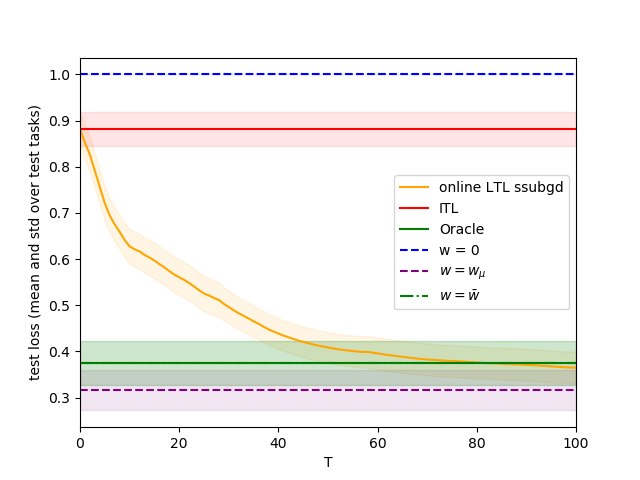 1.0
0.9
0.8
0.7
0.6
0.5
0.4
0.3
test loss (mean and std over test tasks)
online LTL ssubgd
ITL
Oracle
w = 0
w = wμ
w = w̄
0 20 40 60 80 100
T